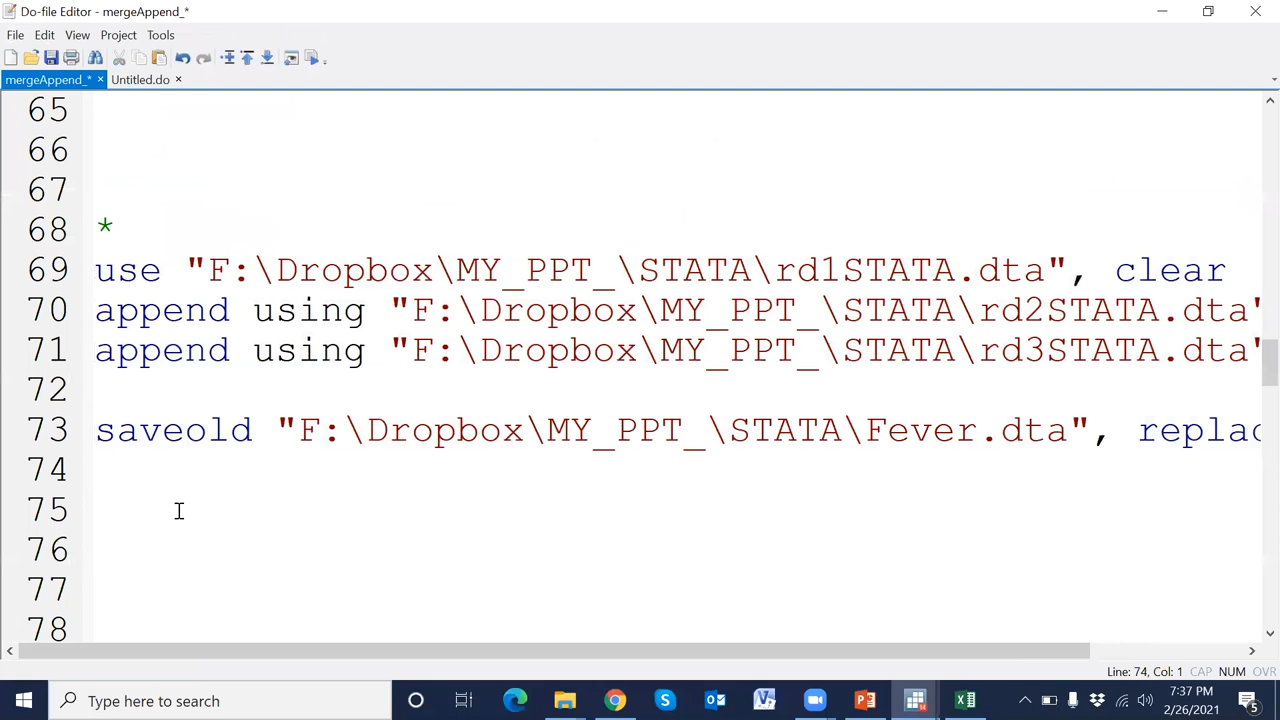 Do-file Editor - mergeAppend_*
File Edit View Project Tools
mergeAppend_* × Untitled.do ×
65
66
67
68 *
69 use "F:\Dropbox\MY_PPT_\STATA\rd1STATA.dta", clear
70 append using "F:\Dropbox\MY_PPT_\STATA\rd2STATA.dta"
71 append using "F:\Dropbox\MY_PPT_\STATA\rd3STATA.dta"
72
73 saveold "F:\Dropbox\MY_PPT_\STATA\Fever.dta", replac
74
75
76
77
78
Line: 74, Col: 1 CAP NUM OVR
Type here to search
7:37 PM
2/26/2021
5